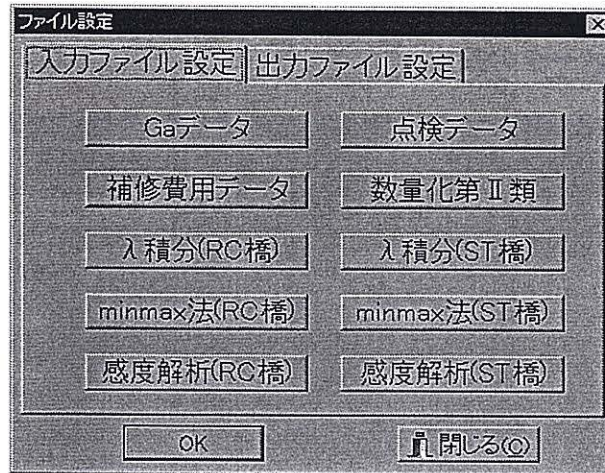 ファイル設定
入力ファイル設定 出力ファイル設定
Gaデータ 点検データ
補修費用データ 数量化第Ⅱ類
λ積分(RC橋) λ積分(ST橋)
minmax法(RC橋) minmax法(ST橋)
感度解析(RC橋) 感度解析(ST橋)
OK 閉じる(C)